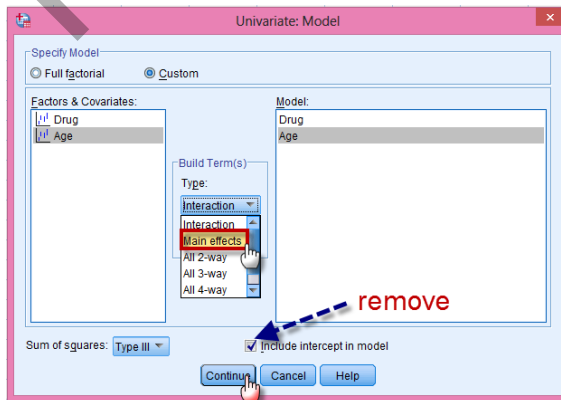 Univariate: Model
Specify Model
Full factorial Custom
Factors & Covariates:
Drug
Age
Build Term(s)
Type:
Interaction
Interaction
Main effects
All 2-way
All 3-way
All 4-way
Model:
Drug
Age
remove
Sum of squares: Type III Include intercept in model
Continue Cancel Help